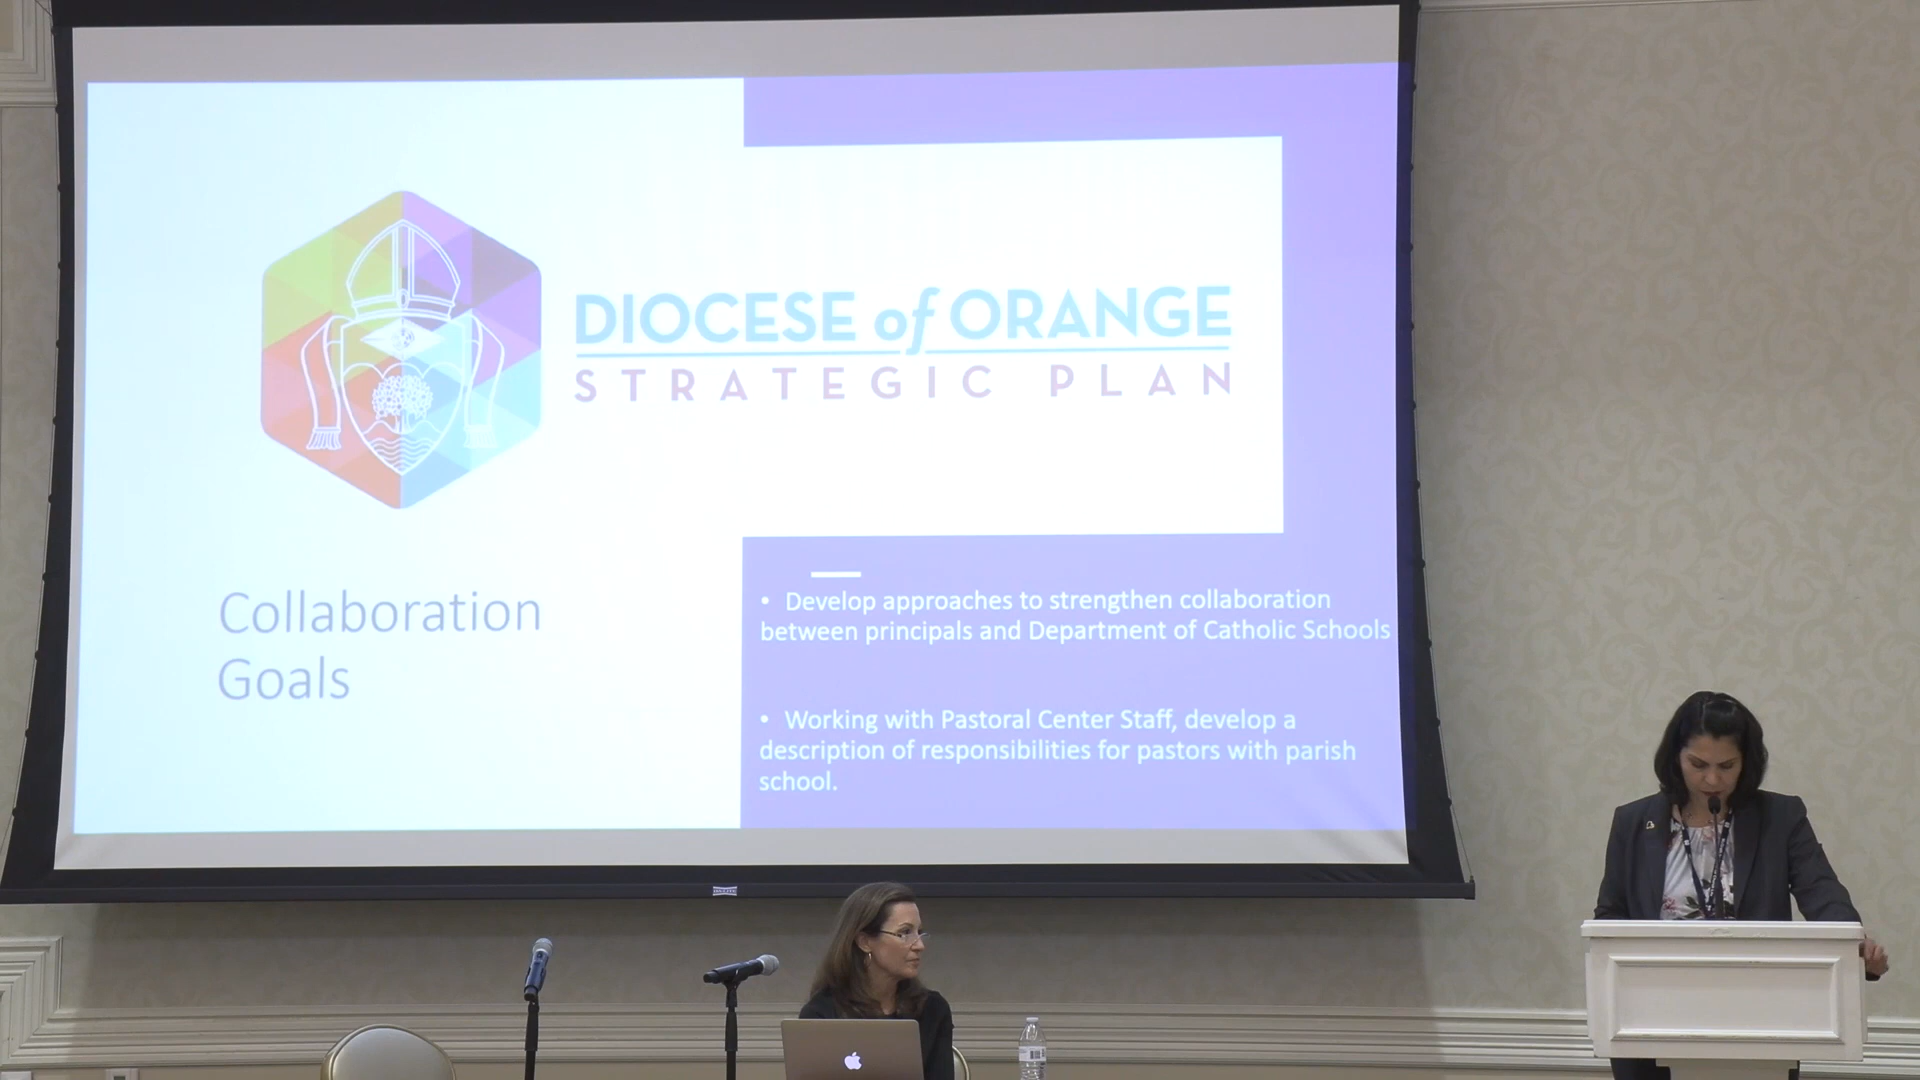 DIOCESE of ORANGE
STRATEGIC PLAN
Collaboration
Goals
• Develop approaches to strengthen collaboration
between principals and Department of Catholic Schools
• Working with Pastoral Center Staff, develop a
description of responsibilities for pastors with parish
school.